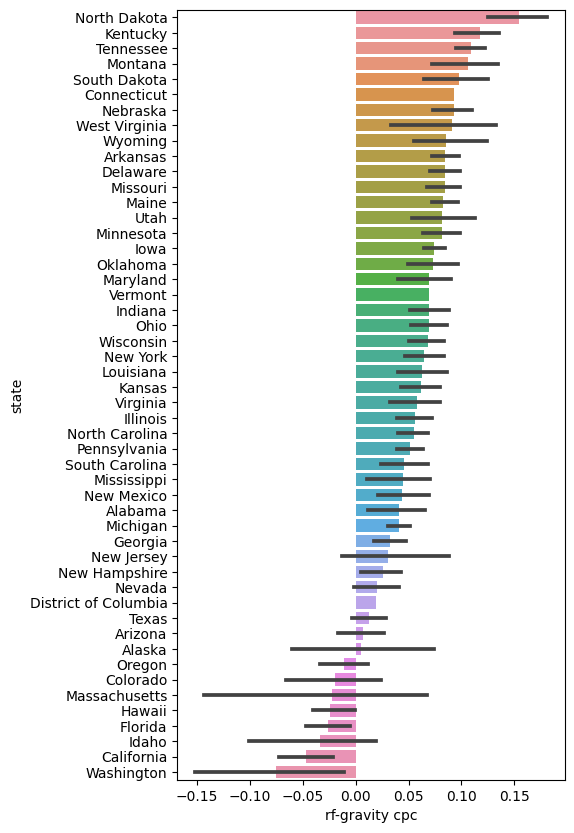 North Dakota
Kentucky
Tennessee
Montana
South Dakota
Connecticut
Nebraska
West Virginia
Wyoming
Arkansas
Delaware
Missouri
Maine
Utah
Minnesota
Iowa
Oklahoma
Maryland
Vermont
Indiana
Ohio
Wisconsin
New York
Louisiana
Kansas
Virginia
Illinois
North Carolina
Pennsylvania
South Carolina
Mississippi
New Mexico
Alabama
Michigan
Georgia
New Jersey
New Hampshire
Nevada
District of Columbia
Texas
Arizona
Alaska
Oregon
Colorado
Massachusetts
Hawaii
Florida
Idaho
California
Washington
state
−0.15 −0.10 −0.05 0.00 0.05 0.10 0.15
rf-gravity cpc